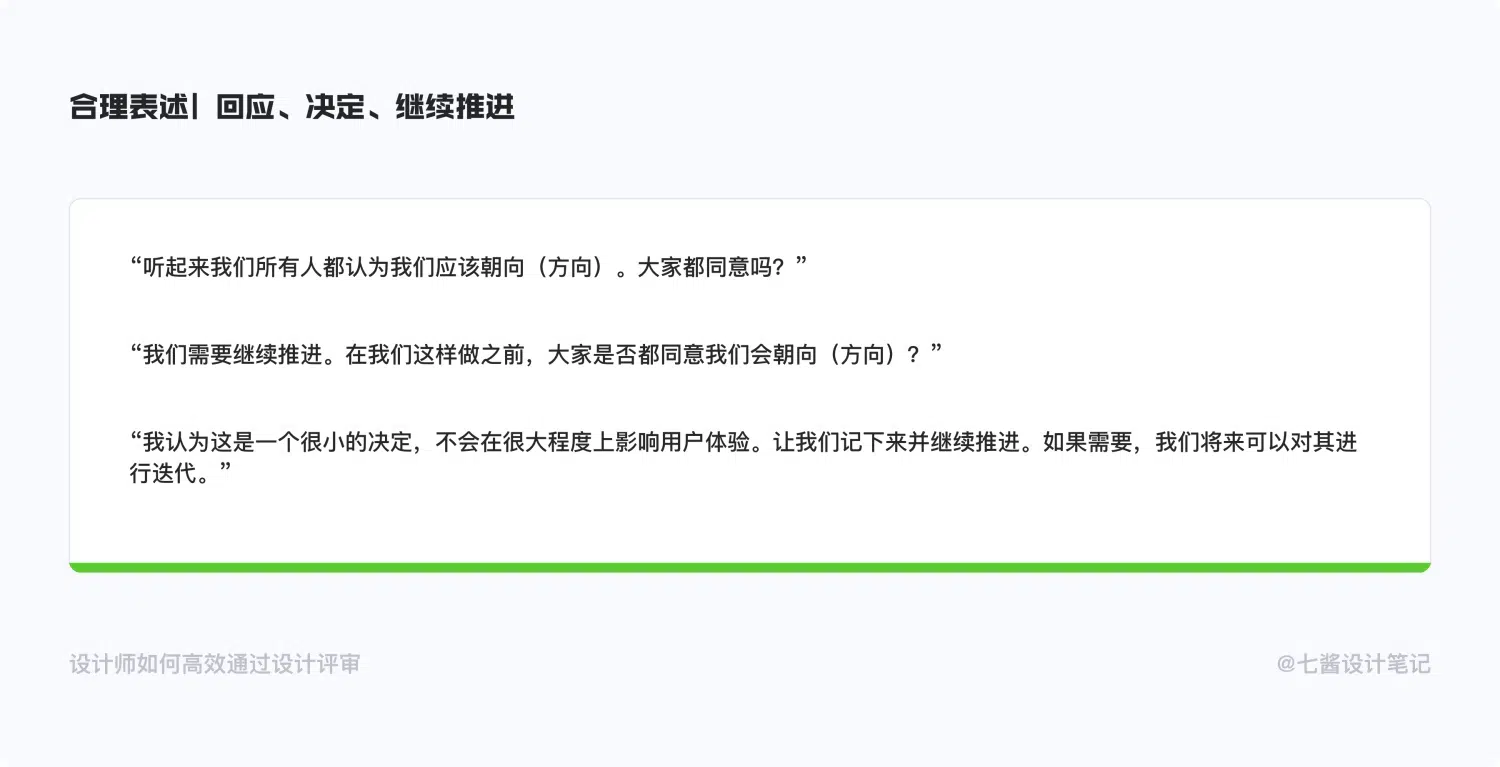 合理表述| 回应、决定、继续推进
“听起来我们所有人都认为我们应该朝向（方向）。大家都同意吗？”
“我们需要继续推进。在我们这样做之前，大家是否都同意我们会朝向（方向）？”
“我认为这是一个很小的决定，不会在很大程度上影响用户体验。让我们记下来并继续推进。如果需要，我们将来可以对其进
行迭代。”
设计师如何高效通过设计评审
@七酱设计笔记